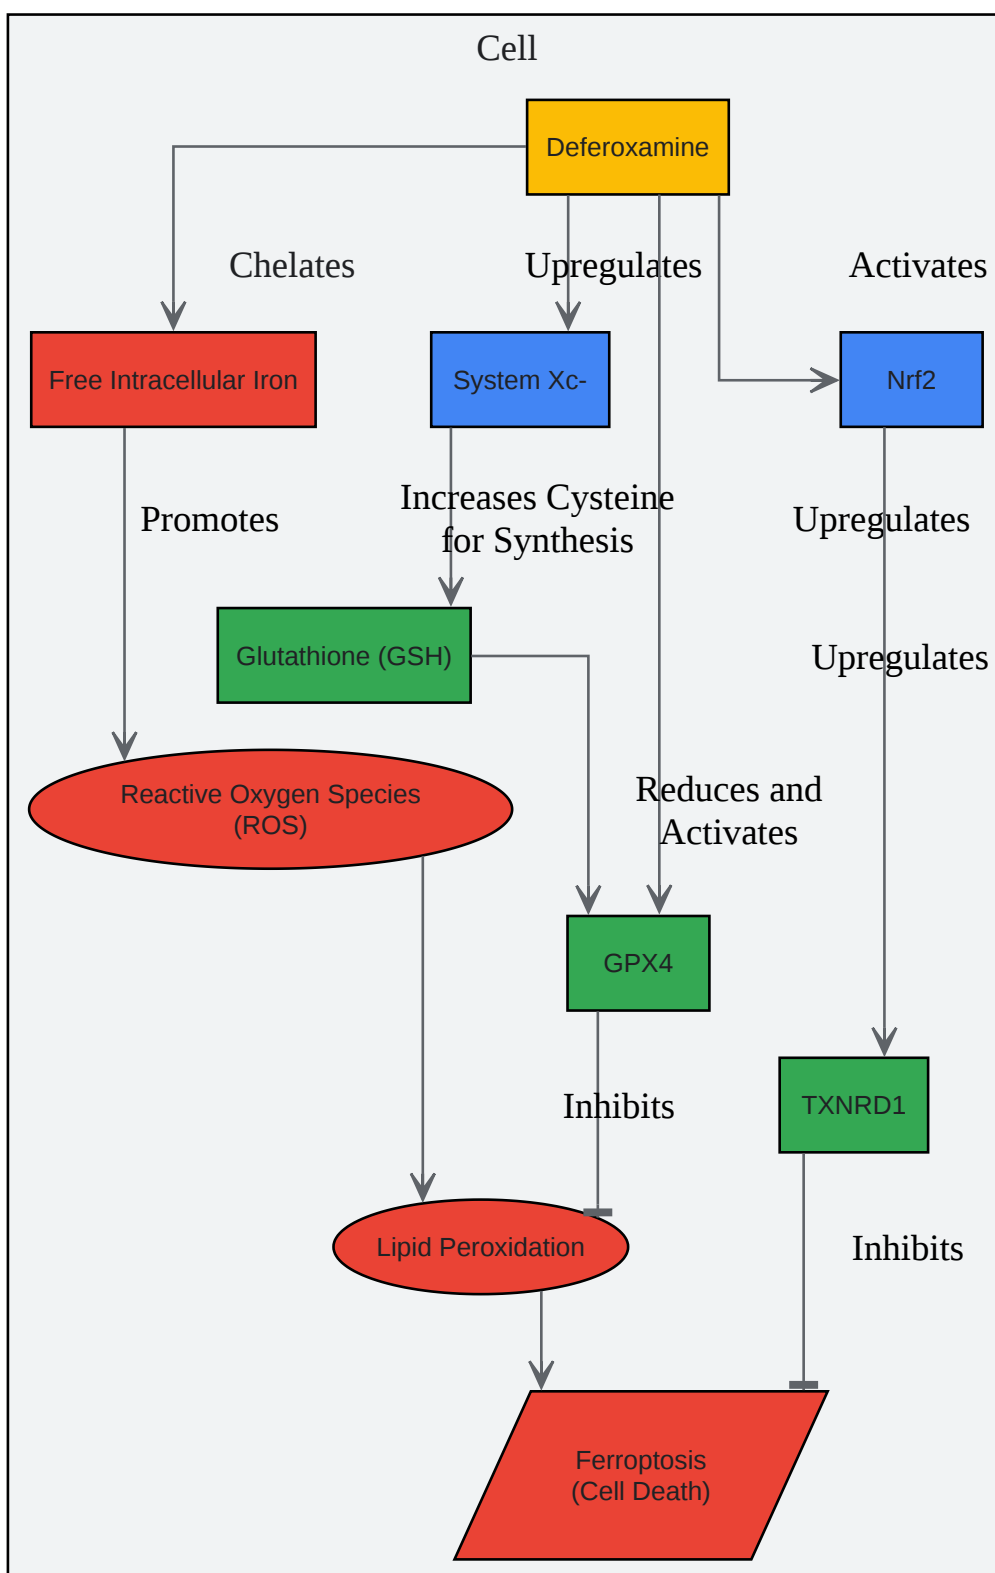 Cell
Deferoxamine
Chelates
Upregulates
Activates
Free Intracellular Iron
System Xc-
Nrf2
Promotes
Increases Cysteine
for Synthesis
Upregulates
Glutathione (GSH)
Upregulates
Reactive Oxygen Species
(ROS)
Reduces and
Activates
GPX4
TXNRD1
Inhibits
Lipid Peroxidation
Inhibits
Ferroptosis
(Cell Death)